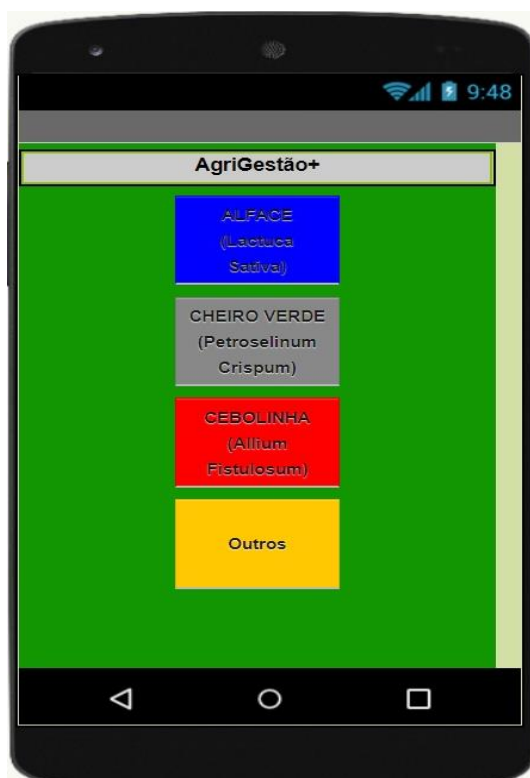 9:48
AgriGestão+
ALFACE
(Lactuca
Sativa)
CHEIRO VERDE
(Petroselinum
Crispum)
CEBOLINHA
(Allium
Fistulosum)
Outros